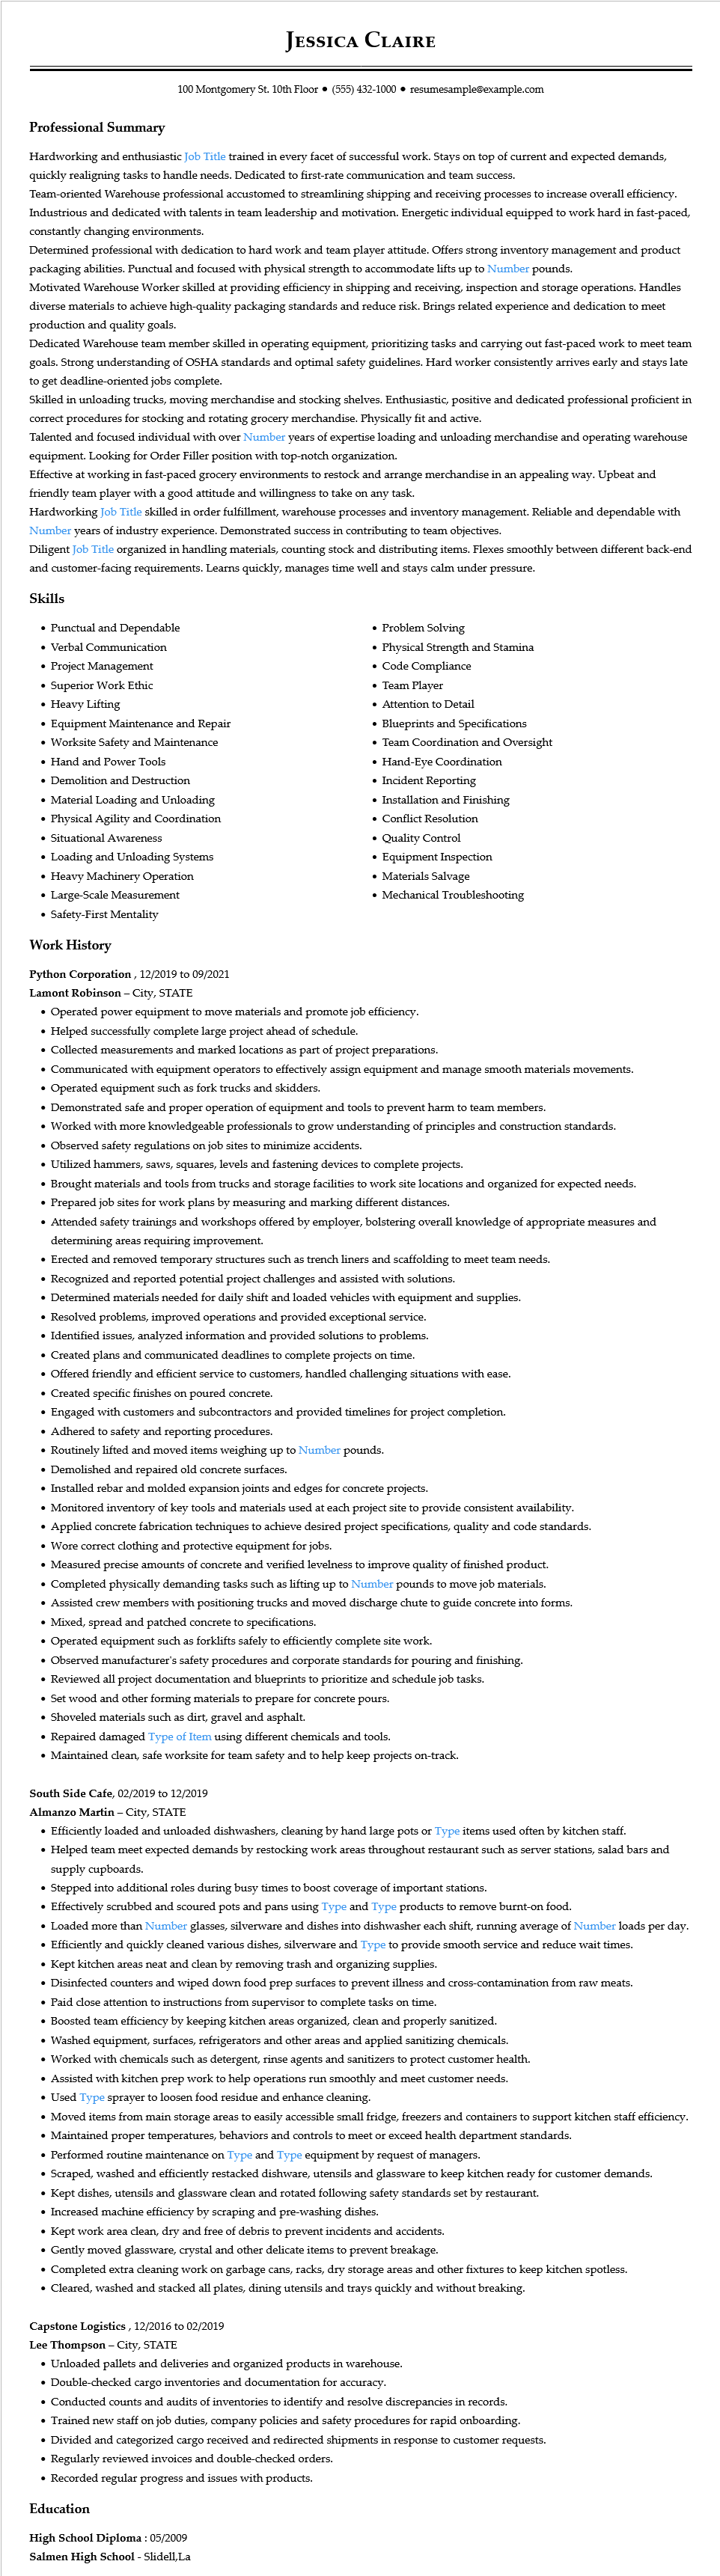 Jessica Claire
100 Montgomery St. 10th Floor ● (555) 432-1000 ● resumesample@example.com
Professional Summary
Hardworking and enthusiastic Job Title trained in every facet of successful work. Stays on top of current and expected demands,
quickly realigning tasks to handle needs. Dedicated to first-rate communication and team success.
Team-oriented Warehouse professional accustomed to streamlining shipping and receiving processes to increase overall efficiency.
Industrious and dedicated with talents in team leadership and motivation. Energetic individual equipped to work hard in fast-paced,
constantly changing environments.
Determined professional with dedication to hard work and team player attitude. Offers strong inventory management and product
packaging abilities. Punctual and focused with physical strength to accommodate lifts up to Number pounds.
Motivated Warehouse Worker skilled at providing efficiency in shipping and receiving, inspection and storage operations. Handles
diverse materials to achieve high-quality packaging standards and reduce risk. Brings related experience and dedication to meet
production and quality goals.
Dedicated Warehouse team member skilled in operating equipment, prioritizing tasks and carrying out fast-paced work to meet team
goals. Strong understanding of OSHA standards and optimal safety guidelines. Hard worker consistently arrives early and stays late
to get deadline-oriented jobs complete.
Skilled in unloading trucks, moving merchandise and stocking shelves. Enthusiastic, positive and dedicated professional proficient in
correct procedures for stocking and rotating grocery merchandise. Physically fit and active.
Talented and focused individual with over Number years of expertise loading and unloading merchandise and operating warehouse
equipment. Looking for Order Filler position with top-notch organization.
Effective at working in fast-paced grocery environments to restock and arrange merchandise in an appealing way. Upbeat and
friendly team player with a good attitude and willingness to take on any task.
Hardworking Job Title skilled in order fulfillment, warehouse processes and inventory management. Reliable and dependable with
Number years of industry experience. Demonstrated success in contributing to team objectives.
Diligent Job Title organized in handling materials, counting stock and distributing items. Flexes smoothly between different back-end
and customer-facing requirements. Learns quickly, manages time well and stays calm under pressure.
Skills
• Punctual and Dependable
• Verbal Communication
• Project Management
• Superior Work Ethic
• Heavy Lifting
• Equipment Maintenance and Repair
• Worksite Safety and Maintenance
• Hand and Power Tools
• Demolition and Destruction
• Material Loading and Unloading
• Physical Agility and Coordination
• Situational Awareness
• Loading and Unloading Systems
• Heavy Machinery Operation
• Large-Scale Measurement
• Safety-First Mentality
• Problem Solving
• Physical Strength and Stamina
• Code Compliance
• Team Player
• Attention to Detail
• Blueprints and Specifications
• Team Coordination and Oversight
• Hand-Eye Coordination
• Incident Reporting
• Installation and Finishing
• Conflict Resolution
• Quality Control
• Equipment Inspection
• Materials Salvage
• Mechanical Troubleshooting
Work History
Python Corporation , 12/2019 to 09/2021
Lamont Robinson – City, STATE
• Operated power equipment to move materials and promote job efficiency.
• Helped successfully complete large project ahead of schedule.
• Collected measurements and marked locations as part of project preparations.
• Communicated with equipment operators to effectively assign equipment and manage smooth materials movements.
• Operated equipment such as fork trucks and skidders.
• Demonstrated safe and proper operation of equipment and tools to prevent harm to team members.
• Worked with more knowledgeable professionals to grow understanding of principles and construction standards.
• Observed safety regulations on job sites to minimize accidents.
• Utilized hammers, saws, squares, levels and fastening devices to complete projects.
• Brought materials and tools from trucks and storage facilities to work site locations and organized for expected needs.
• Prepared job sites for work plans by measuring and marking different distances.
• Attended safety trainings and workshops offered by employer, bolstering overall knowledge of appropriate measures and
determining areas requiring improvement.
• Erected and removed temporary structures such as trench liners and scaffolding to meet team needs.
• Recognized and reported potential project challenges and assisted with solutions.
• Determined materials needed for daily shift and loaded vehicles with equipment and supplies.
• Resolved problems, improved operations and provided exceptional service.
• Identified issues, analyzed information and provided solutions to problems.
• Created plans and communicated deadlines to complete projects on time.
• Offered friendly and efficient service to customers, handled challenging situations with ease.
• Created specific finishes on poured concrete.
• Engaged with customers and subcontractors and provided timelines for project completion.
• Adhered to safety and reporting procedures.
• Routinely lifted and moved items weighing up to Number pounds.
• Demolished and repaired old concrete surfaces.
• Installed rebar and molded expansion joints and edges for concrete projects.
• Monitored inventory of key tools and materials used at each project site to provide consistent availability.
• Applied concrete fabrication techniques to achieve desired project specifications, quality and code standards.
• Wore correct clothing and protective equipment for jobs.
• Measured precise amounts of concrete and verified levelness to improve quality of finished product.
• Completed physically demanding tasks such as lifting up to Number pounds to move job materials.
• Assisted crew members with positioning trucks and moved discharge chute to guide concrete into forms.
• Mixed, spread and patched concrete to specifications.
• Operated equipment such as forklifts safely to efficiently complete site work.
• Observed manufacturer's safety procedures and corporate standards for pouring and finishing.
• Reviewed all project documentation and blueprints to prioritize and schedule job tasks.
• Set wood and other forming materials to prepare for concrete pours.
• Shoveled materials such as dirt, gravel and asphalt.
• Repaired damaged Type of Item using different chemicals and tools.
• Maintained clean, safe worksite for team safety and to help keep projects on-track.
South Side Cafe, 02/2019 to 12/2019
Almanzo Martin – City, STATE
• Efficiently loaded and unloaded dishwashers, cleaning by hand large pots or Type items used often by kitchen staff.
• Helped team meet expected demands by restocking work areas throughout restaurant such as server stations, salad bars and
supply cupboards.
• Stepped into additional roles during busy times to boost coverage of important stations.
• Effectively scrubbed and scoured pots and pans using Type and Type products to remove burnt-on food.
• Loaded more than Number glasses, silverware and dishes into dishwasher each shift, running average of Number loads per day.
• Efficiently and quickly cleaned various dishes, silverware and Type to provide smooth service and reduce wait times.
• Kept kitchen areas neat and clean by removing trash and organizing supplies.
• Disinfected counters and wiped down food prep surfaces to prevent illness and cross-contamination from raw meats.
• Paid close attention to instructions from supervisor to complete tasks on time.
• Boosted team efficiency by keeping kitchen areas organized, clean and properly sanitized.
• Washed equipment, surfaces, refrigerators and other areas and applied sanitizing chemicals.
• Worked with chemicals such as detergent, rinse agents and sanitizers to protect customer health.
• Assisted with kitchen prep work to help operations run smoothly and meet customer needs.
• Used Type sprayer to loosen food residue and enhance cleaning.
• Moved items from main storage areas to easily accessible small fridge, freezers and containers to support kitchen staff efficiency.
• Maintained proper temperatures, behaviors and controls to meet or exceed health department standards.
• Performed routine maintenance on Type and Type equipment by request of managers.
• Scraped, washed and efficiently restacked dishware, utensils and glassware to keep kitchen ready for customer demands.
• Kept dishes, utensils and glassware clean and rotated following safety standards set by restaurant.
• Increased machine efficiency by scraping and pre-washing dishes.
• Kept work area clean, dry and free of debris to prevent incidents and accidents.
• Gently moved glassware, crystal and other delicate items to prevent breakage.
• Completed extra cleaning work on garbage cans, racks, dry storage areas and other fixtures to keep kitchen spotless.
• Cleared, washed and stacked all plates, dining utensils and trays quickly and without breaking.
Capstone Logistics , 12/2016 to 02/2019
Lee Thompson – City, STATE
• Unloaded pallets and deliveries and organized products in warehouse.
• Double-checked cargo inventories and documentation for accuracy.
• Conducted counts and audits of inventories to identify and resolve discrepancies in records.
• Trained new staff on job duties, company policies and safety procedures for rapid onboarding.
• Divided and categorized cargo received and redirected shipments in response to customer requests.
• Regularly reviewed invoices and double-checked orders.
• Recorded regular progress and issues with products.
Education
High School Diploma : 05/2009
Salmen High School - Slidell,La